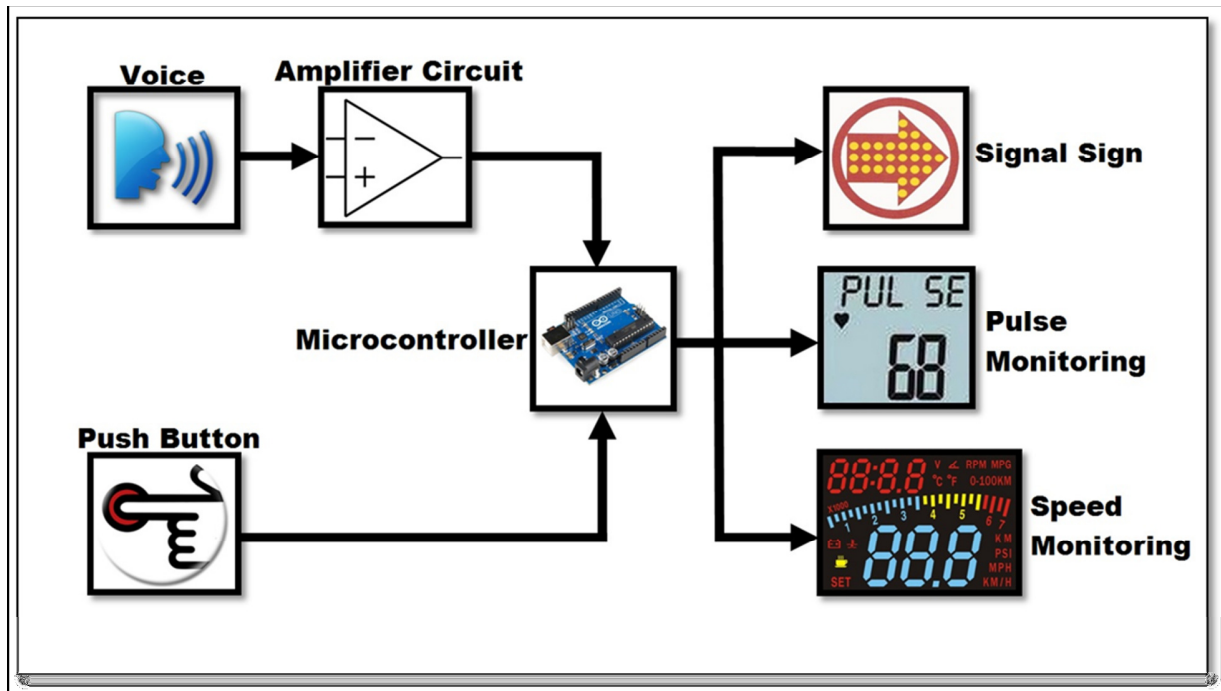 Voice
Amplifier Circuit
Signal Sign
PUL SE
68
Pulse
Monitoring
Microcontroller
Push Button
88:8.8 V RPM MPG
°C °F 0-100KM
X1000
1 2 3 4 5 6 7
88.8
KM
PSI
MPH
SET
KM/H
Speed
Monitoring